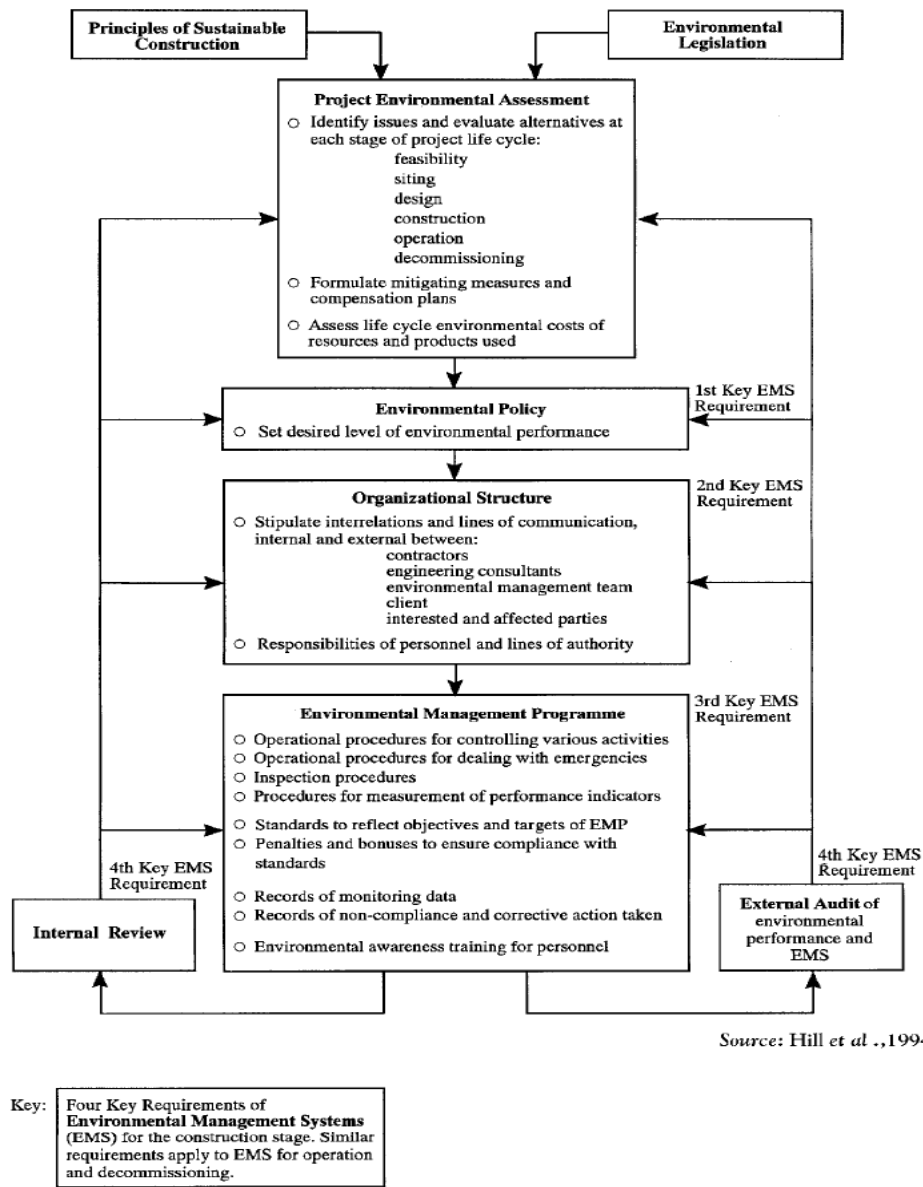 Principles of Sustainable
Construction
Environmental
Legislation
Project Environmental Assessment
○ Identify issues and evaluate alternatives at
each stage of project life cycle:
feasibility
siting
design
construction
operation
decommissioning
○ Formulate mitigating measures and
compensation plans
○ Assess life cycle environmental costs of
resources and products used
1st Key EMS
Requirement
Environmental Policy
○ Set desired level of environmental performance
2nd Key EMS
Requirement
Organizational Structure
○ Stipulate interrelations and lines of communication,
internal and external between:
contractors
engineering consultants
environmental management team
client
interested and affected parties
○ Responsibilities of personnel and lines of authority
3rd Key EMS
Requirement
Environmental Management Programme
○ Operational procedures for controlling various activities
○ Operational procedures for dealing with emergencies
○ Inspection procedures
○ Procedures for measurement of performance indicators
○ Standards to reflect objectives and targets of EMP
○ Penalties and bonuses to ensure compliance with
standards
○ Records of monitoring data
○ Records of non-compliance and corrective action taken
○ Environmental awareness training for personnel
4th Key EMS
Requirement
Internal Review
4th Key EMS
Requirement
External Audit of
environmental
performance and
EMS
Source: Hill et al .,199
Key:
Four Key Requirements of
Environmental Management Systems
(EMS) for the construction stage. Similar
requirements apply to EMS for operation
and decommissioning.